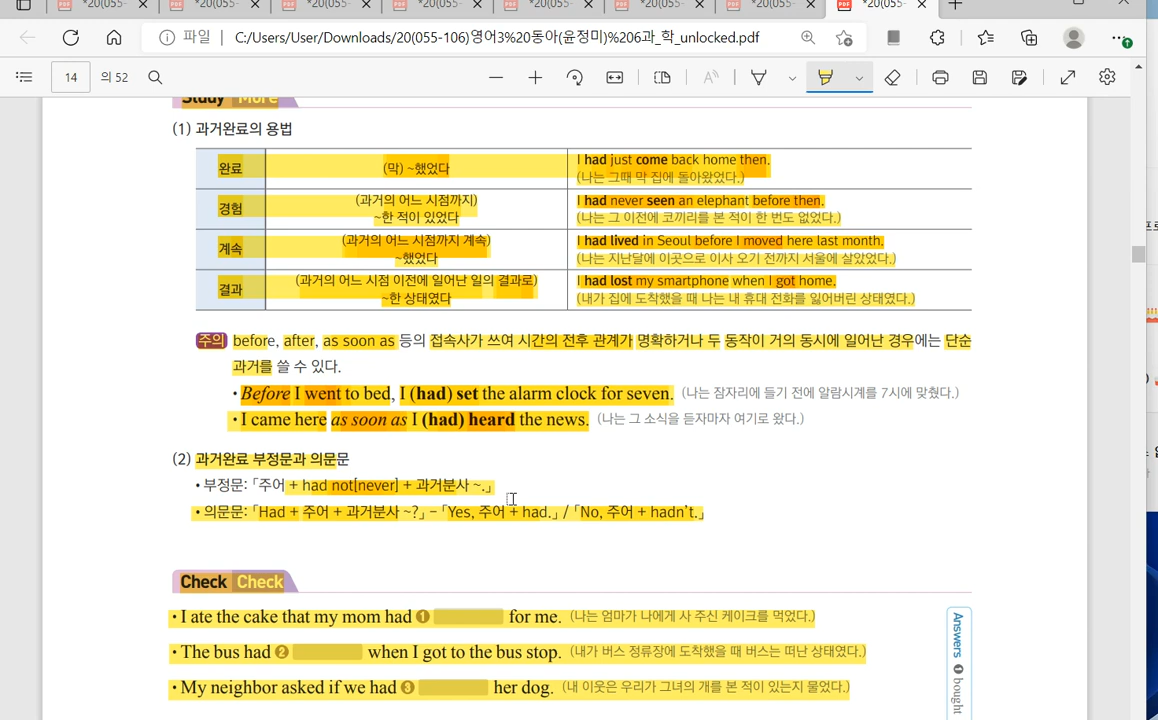 *20(055- *20(055- *20(055- *20(055- *20(055- *20(055- *20(055- *20(055-
파일 C:/Users/User/Downloads/20(055-106)영어3%20동아(윤정미)%206과_학_unlocked.pdf
14 의 52
Study More
(1) 과거완료의 용법
완료 (막) ~했었다 I had just come back home then.
(나는 그때 막 집에 돌아왔었다.)
경험 (과거의 어느 시점까지) ~한 적이 있었다 I had never seen an elephant before then.
(나는 그 이전에 코끼리를 본 적이 한 번도 없었다.)
계속 (과거의 어느 시점까지 계속) ~했었다 I had lived in Seoul before I moved here last month.
(나는 지난달에 이곳으로 이사 오기 전까지 서울에 살았었다.)
결과 (과거의 어느 시점 이전에 일어난 일의 결과로) ~한 상태였다 I had lost my smartphone when I got home.
(내가 집에 도착했을 때 나는 내 휴대 전화를 잃어버린 상태였다.)
주의 before, after, as soon as 등의 접속사가 쓰여 시간의 전후 관계가 명확하거나 두 동작이 거의 동시에 일어난 경우에는 단순
과거를 쓸 수 있다.
• Before I went to bed, I (had) set the alarm clock for seven. (나는 잠자리에 들기 전에 알람시계를 7시에 맞췄다.)
• I came here as soon as I (had) heard the news. (나는 그 소식을 듣자마자 여기로 왔다.)
(2) 과거완료 부정문과 의문문
• 부정문: 「주어 + had not[never] + 과거분사 ~.」
• 의문문: 「Had + 주어 + 과거분사 ~?」 – 「Yes, 주어 + had.」 / 「No, 주어 + hadn't.」
Check Check
• I ate the cake that my mom had ❶ for me. (나는 엄마가 나에게 사 주신 케이크를 먹었다.)
• The bus had ❷ when I got to the bus stop. (내가 버스 정류장에 도착했을 때 버스는 떠난 상태였다.)
• My neighbor asked if we had ❸ her dog. (내 이웃은 우리가 그녀의 개를 본 적이 있는지 물었다.)
Answers ❶ bought